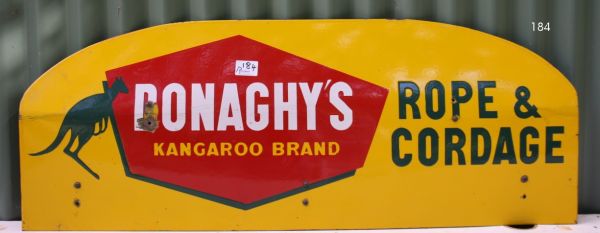 184
184
DONAGHY'S
KANGAROO BRAND
ROPE &
CORDAGE